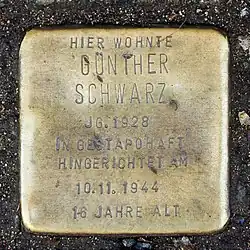 HIER WOHNTE
GÜNTHER
SCHWARZ
JG. 1928
IN GESTAPOHAFT
HINGERICHTET AM
10.11.1944
16 JAHRE ALT